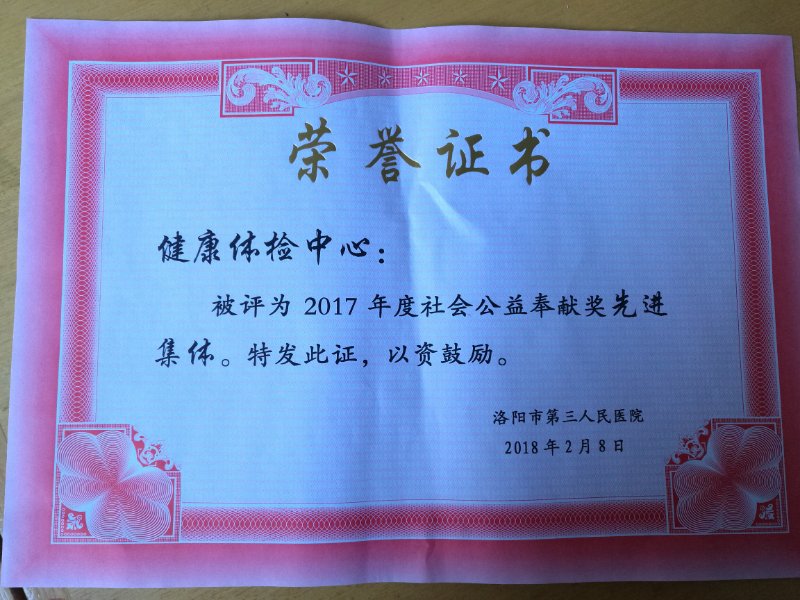 荣誉证书
健康体检中心：
被评为 2017 年度社会公益奉献奖先进
集体。特发此证，以资鼓励。
洛阳市第三人民医院
2018 年 2 月 8 日